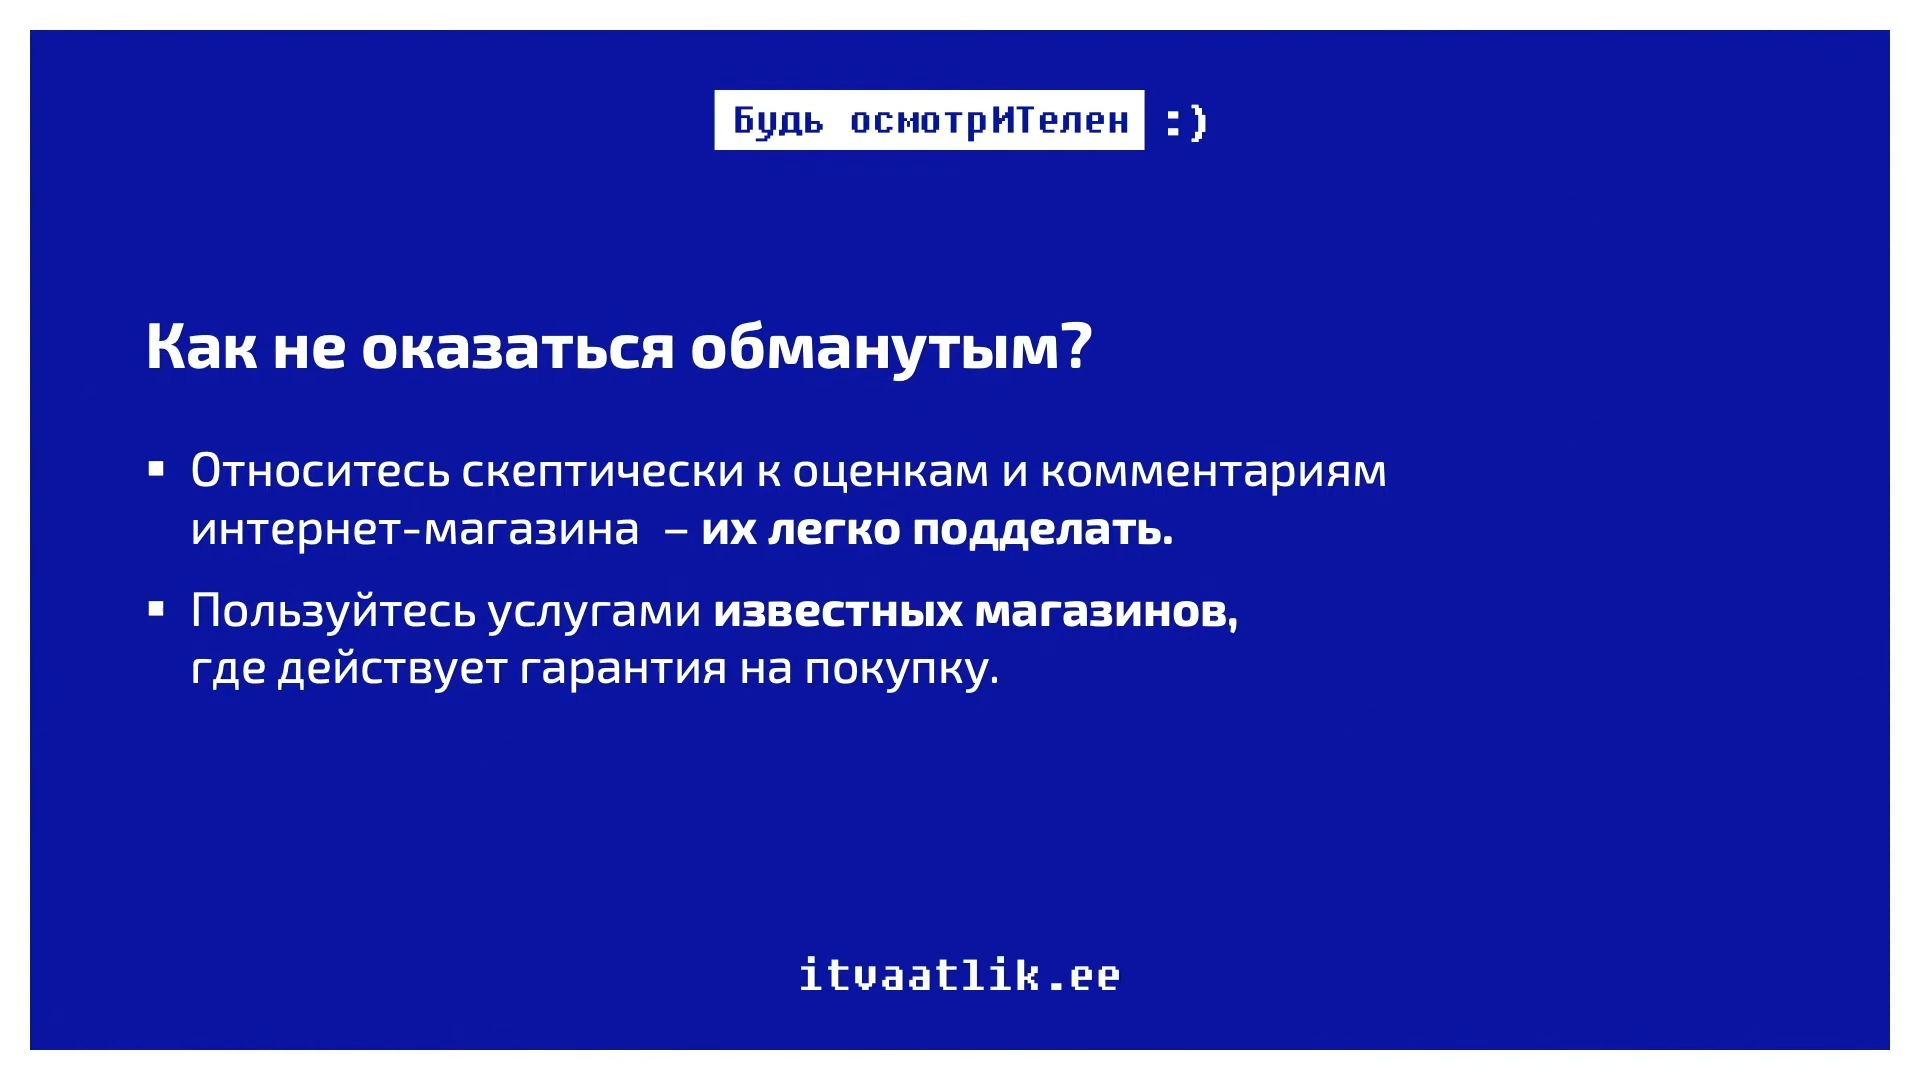 Будь осмотрИТелен :)
Как не оказаться обманутым?
▪ Относитесь скептически к оценкам и комментариям
интернет-магазина – их легко подделать.
▪ Пользуйтесь услугами известных магазинов,
где действует гарантия на покупку.
itvaatlik.ee